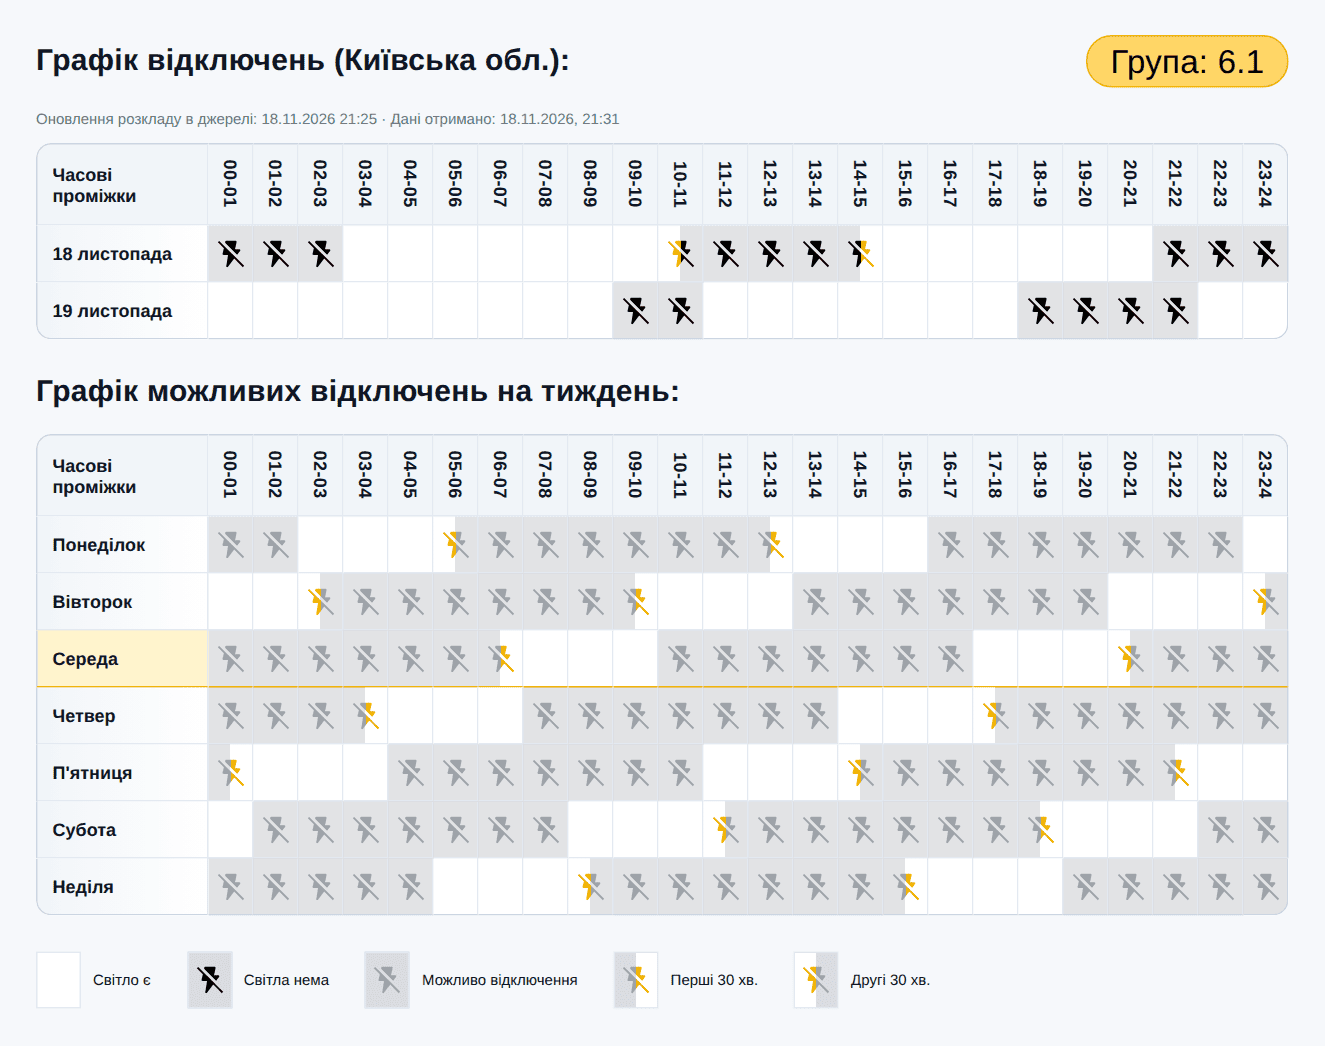 Графік відключень (Київська обл.):
Група: 6.1
Оновлення розкладу в джерелі: 18.11.2026 21:25 · Дані отримано: 18.11.2026, 21:31
Часові проміжки 00-01 01-02 02-03 03-04 04-05 05-06 06-07 07-08 08-09 09-10 10-11 11-12 12-13 13-14 14-15 15-16 16-17 17-18 18-19 19-20 20-21 21-22 22-23 23-24
18 листопада
19 листопада
Графік можливих відключень на тиждень:
Часові проміжки 00-01 01-02 02-03 03-04 04-05 05-06 06-07 07-08 08-09 09-10 10-11 11-12 12-13 13-14 14-15 15-16 16-17 17-18 18-19 19-20 20-21 21-22 22-23 23-24
Понеділок
Вівторок
Середа
Четвер
П'ятниця
Субота
Неділя
Світло є Світла нема Можливо відключення Перші 30 хв. Другі 30 хв.